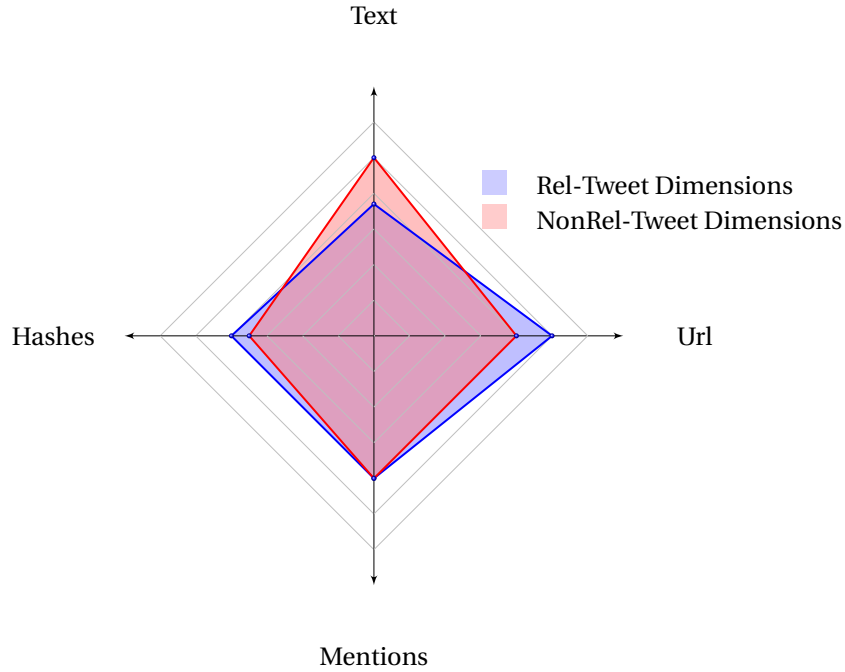 Text
Rel-Tweet Dimensions
NonRel-Tweet Dimensions
Hashes
Url
Mentions